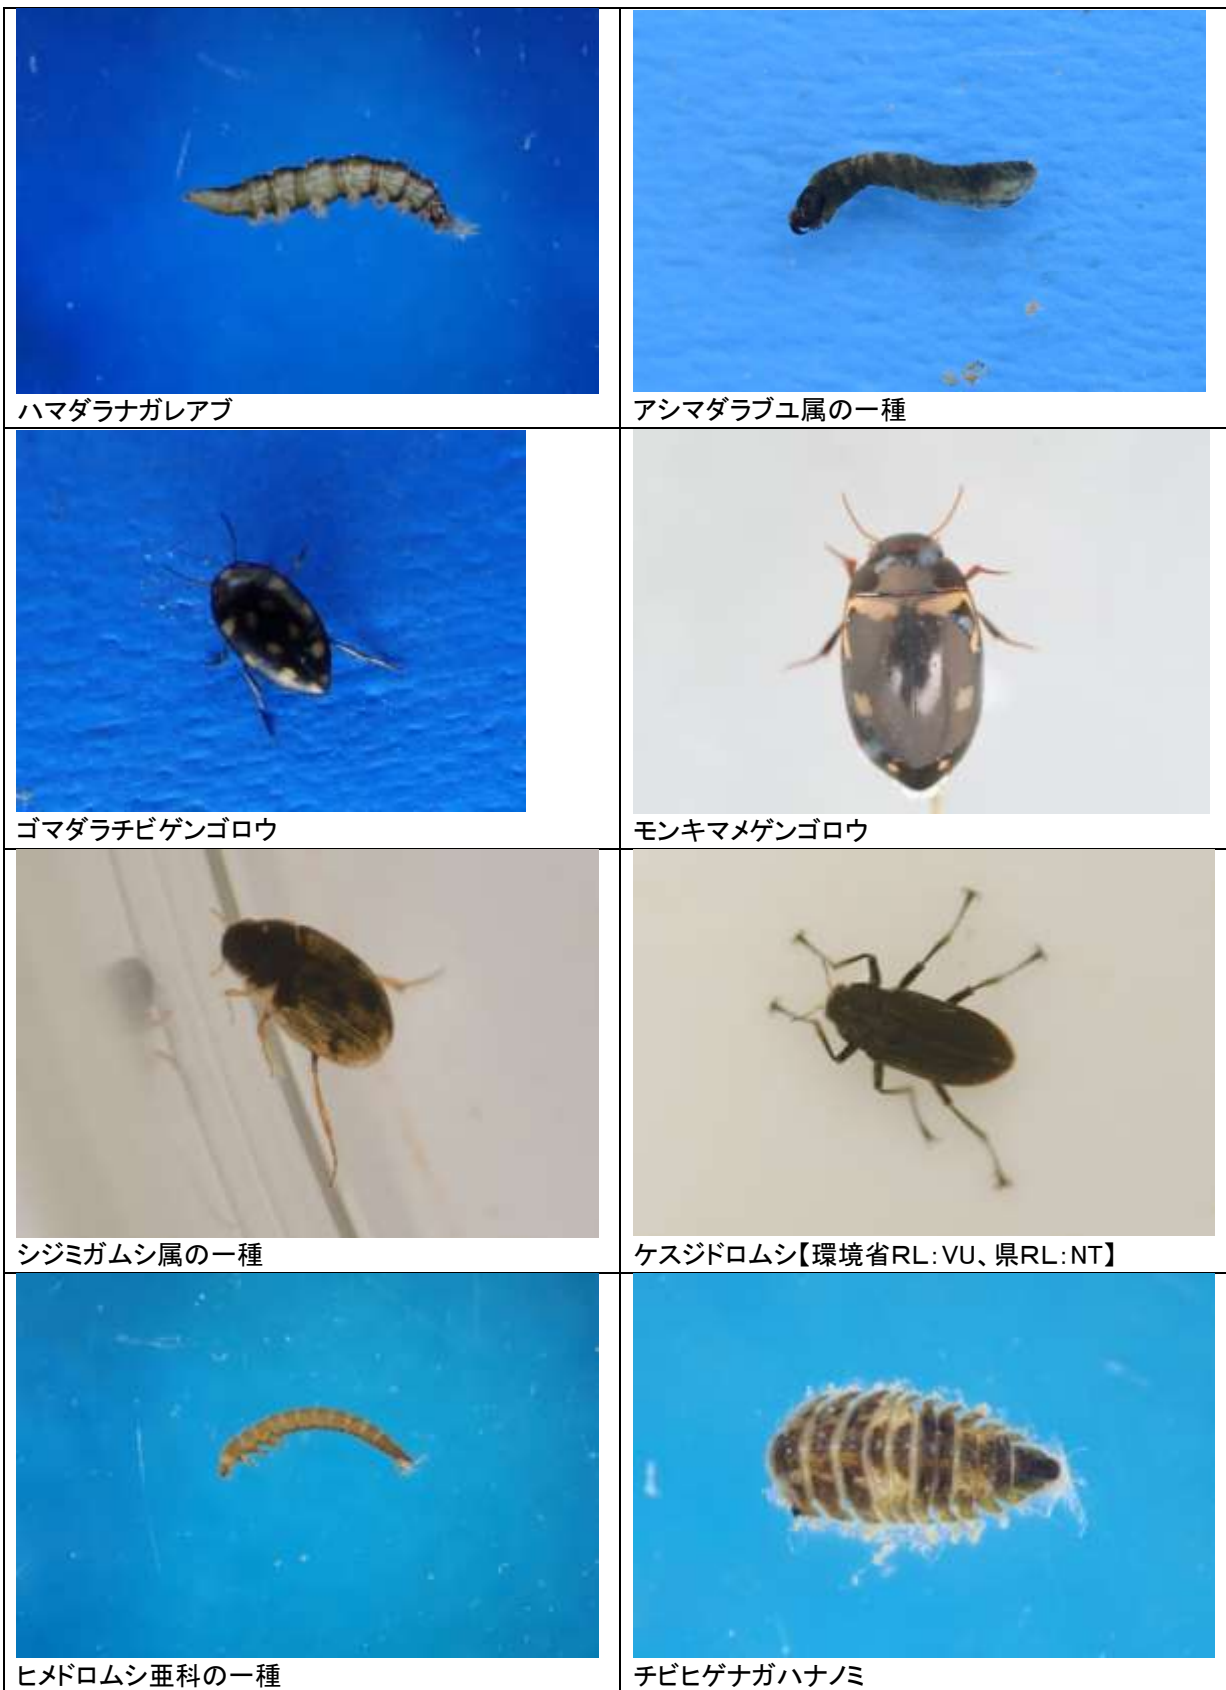 ハマダラナガレアブ
アシマダラブユ属の一種
ゴマダラチビゲンゴロウ
モンキマメゲンゴロウ
シジミガムシ属の一種
ケスジドロムシ【環境省RL:VU、県RL:NT】
ヒメドロムシ亜科の一種
チビヒゲナガハナノミ